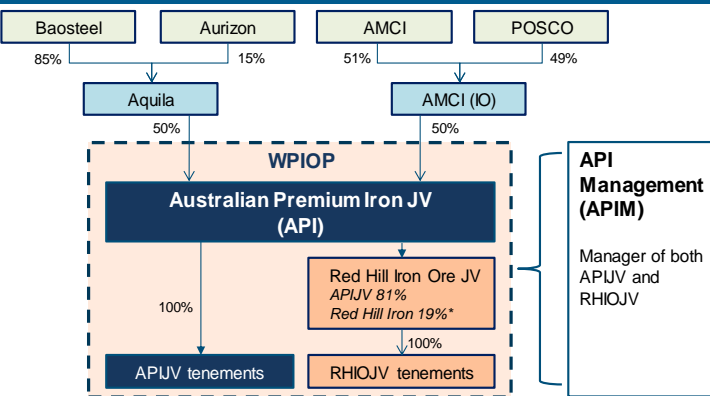 Baosteel
Aurizon
AMCI
POSCO
85%
15%
51%
49%
Aquila
AMCI (IO)
50%
50%
WPIOP
Australian Premium Iron JV
(API)
API
Management
(APIM)
Manager of both
APIJV and
RHIOJV
Red Hill Iron Ore JV
APIJV 81%
Red Hill Iron 19%*
100%
100%
APIJV tenements
RHIOJV tenements